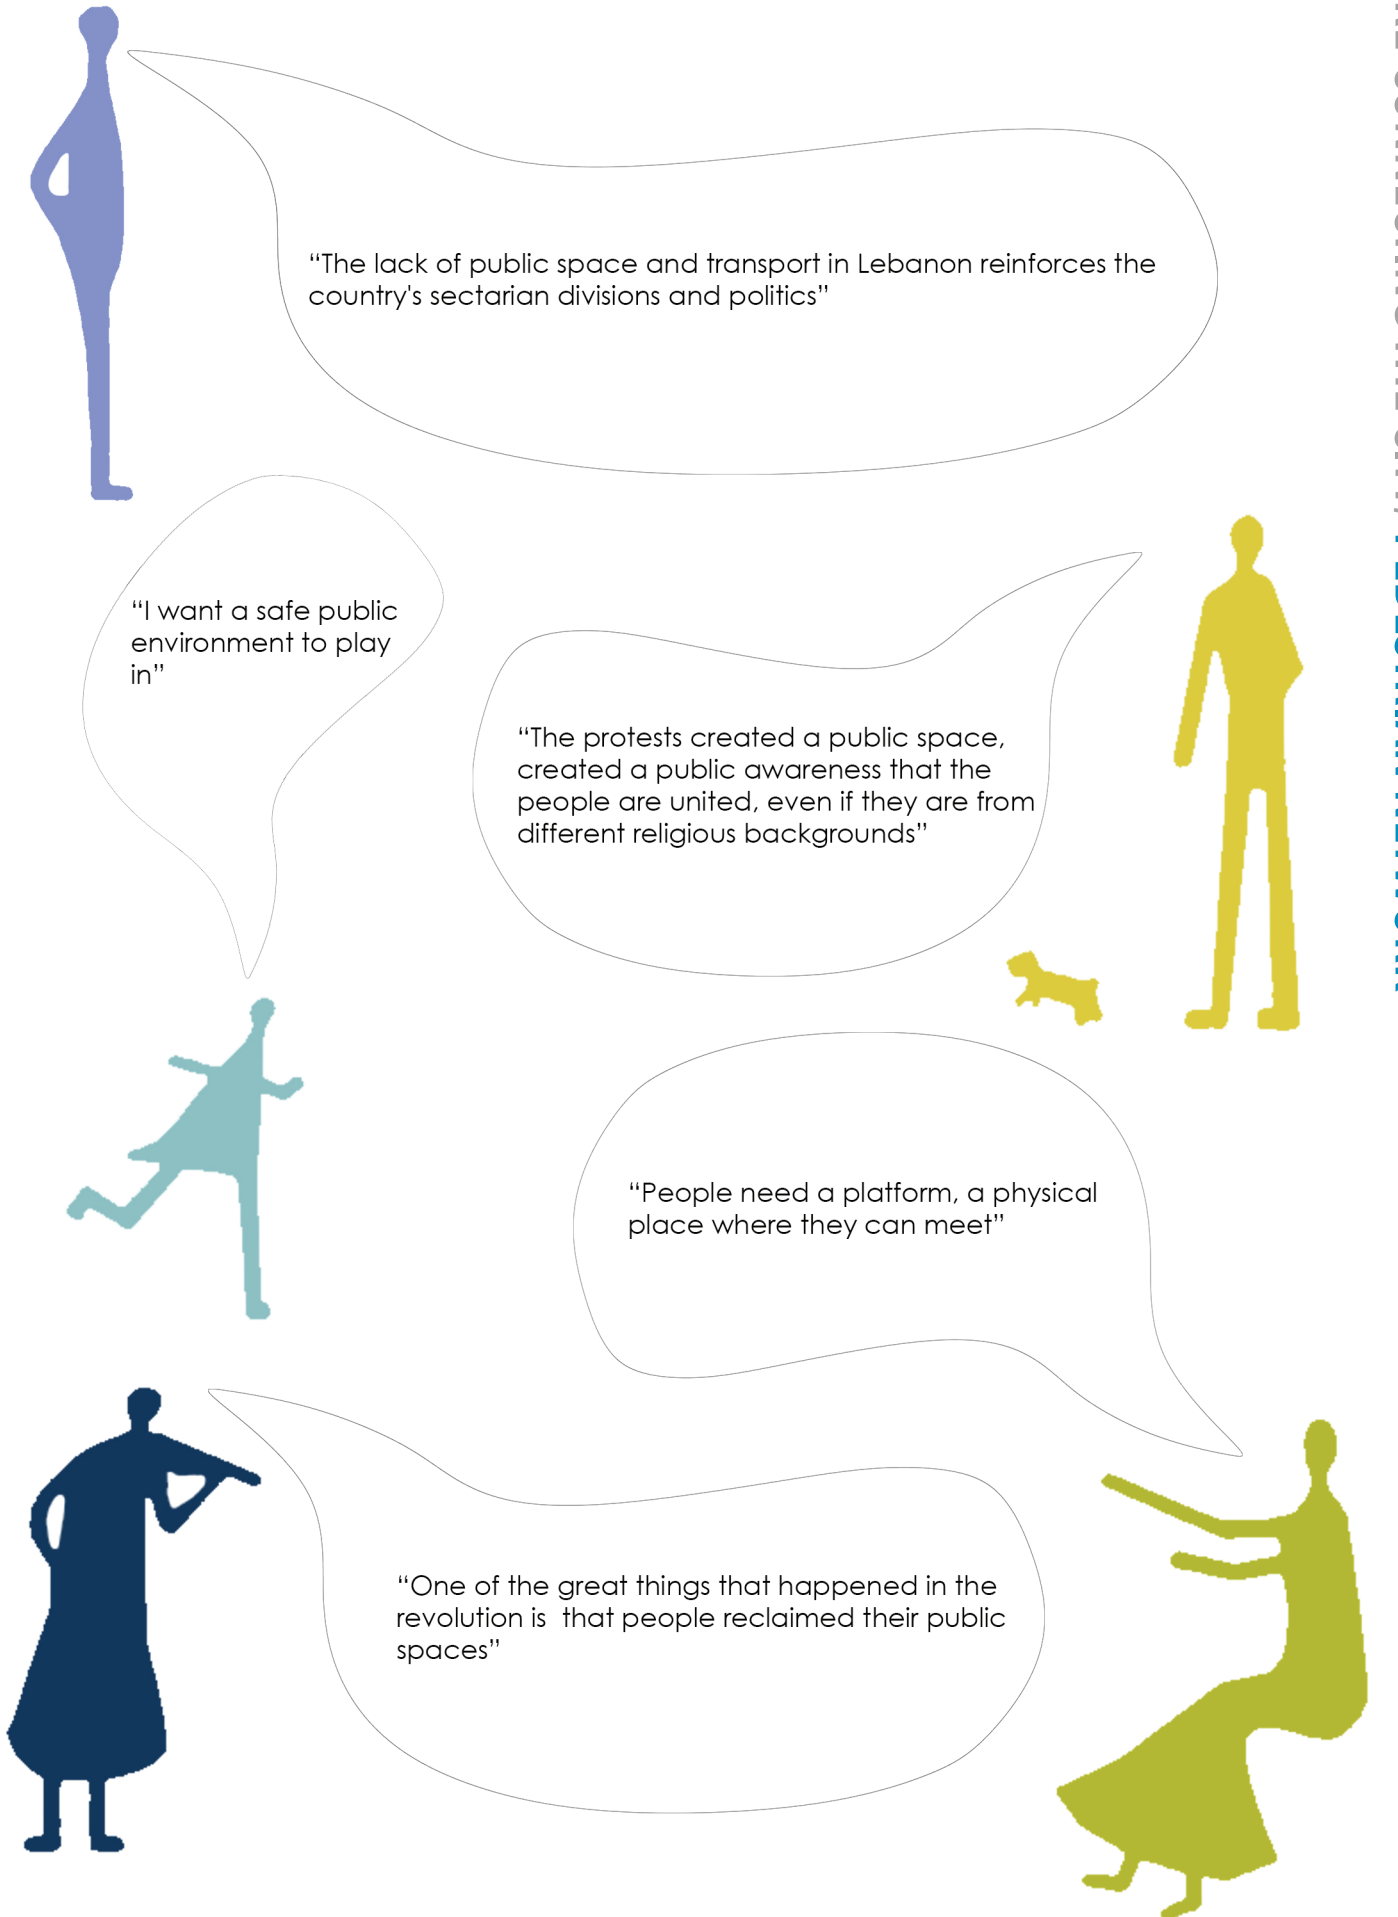 “The lack of public space and transport in Lebanon reinforces the
country's sectarian divisions and politics”
“I want a safe public
environment to play
in”
“The protests created a public space,
created a public awareness that the
people are united, even if they are from
different religious backgrounds”
“People need a platform, a physical
place where they can meet”
“One of the great things that happened in the
revolution is  that people reclaimed their public
spaces”